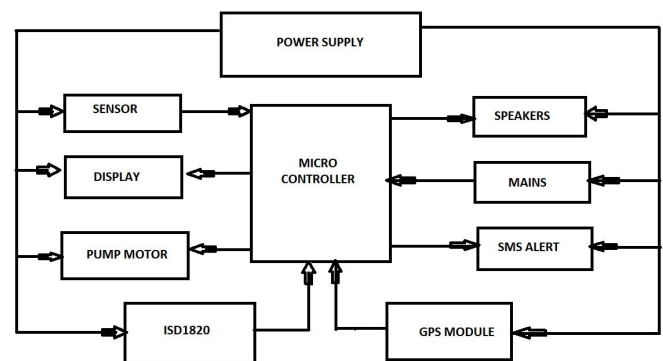 POWER SUPPLY
SENSOR
SPEAKERS
MICRO
CONTROLLER
DISPLAY
MAINS
PUMP MOTOR
SMS ALERT
ISD1820
GPS MODULE